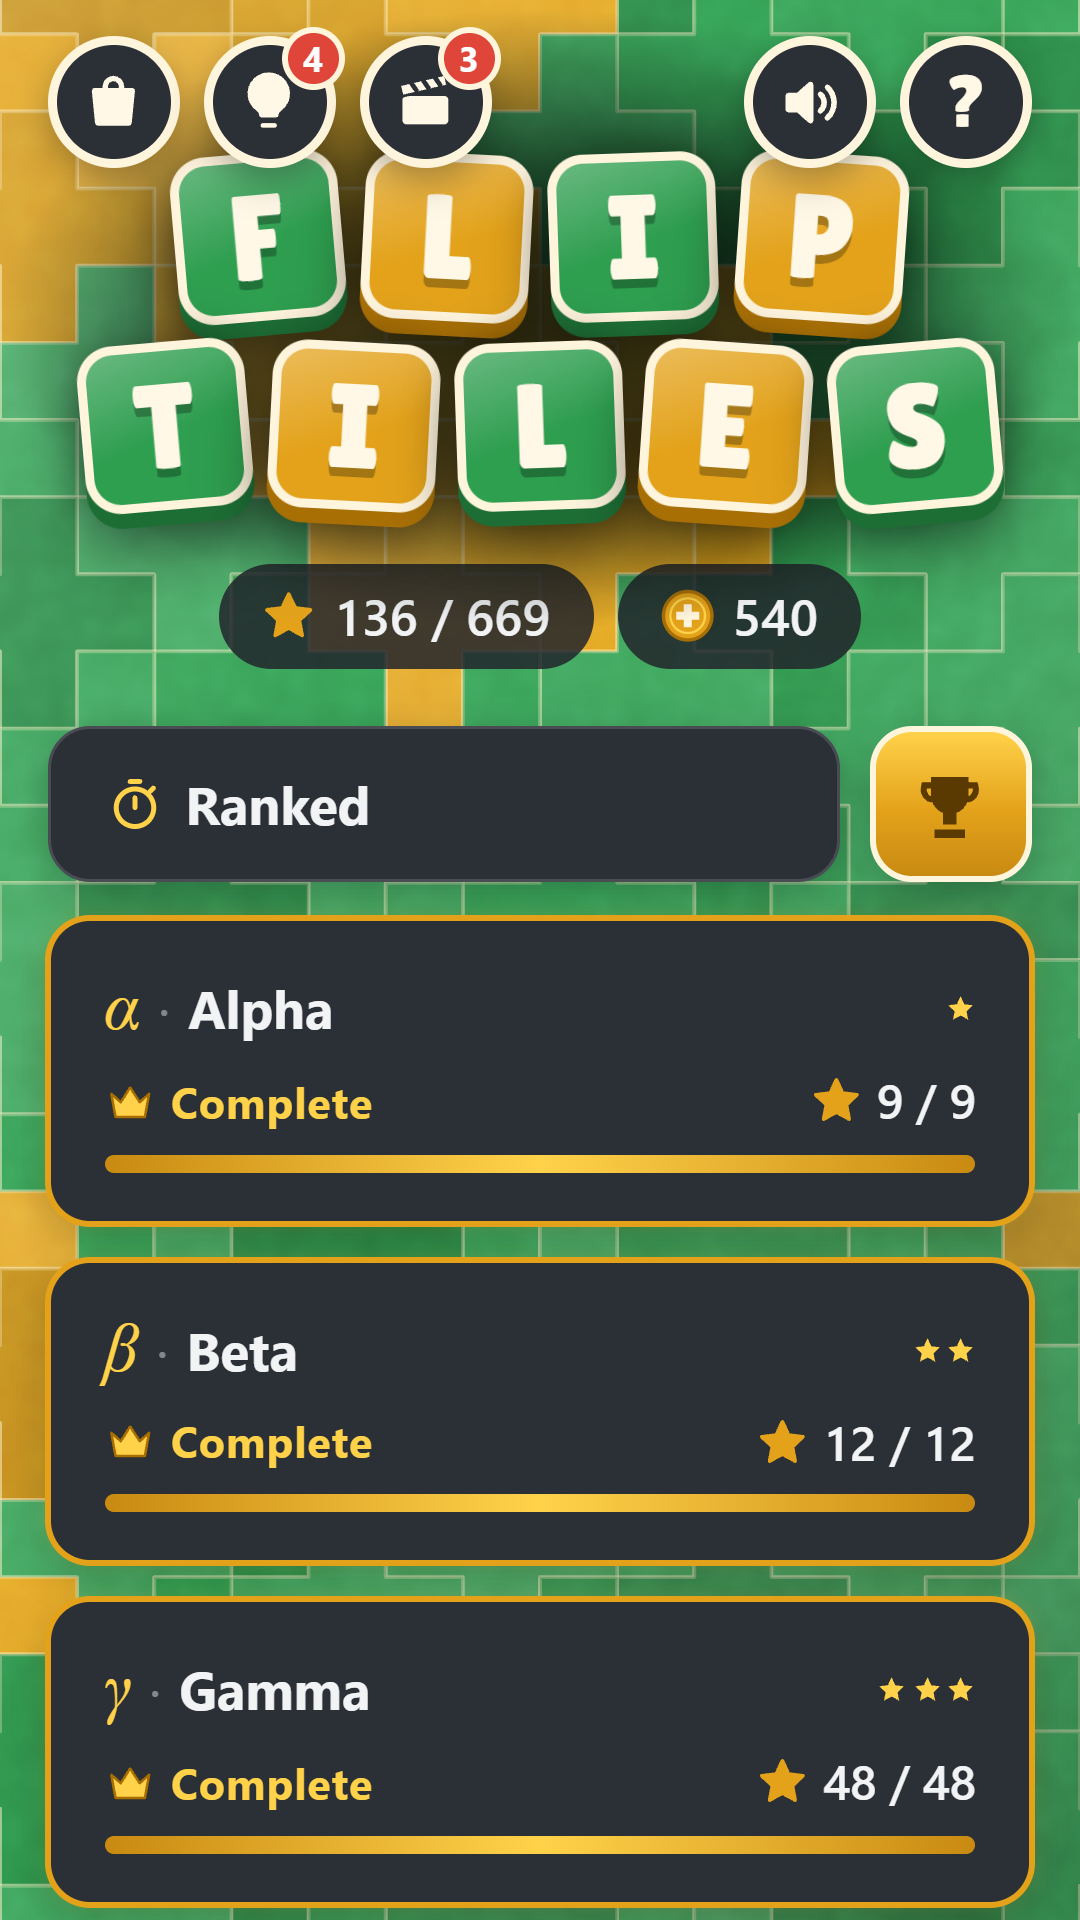 4 3 ?
FLIP
TILES
136 / 669 540
Ranked
α · Alpha
Complete 9 / 9
β · Beta
Complete 12 / 12
γ · Gamma
Complete 48 / 48